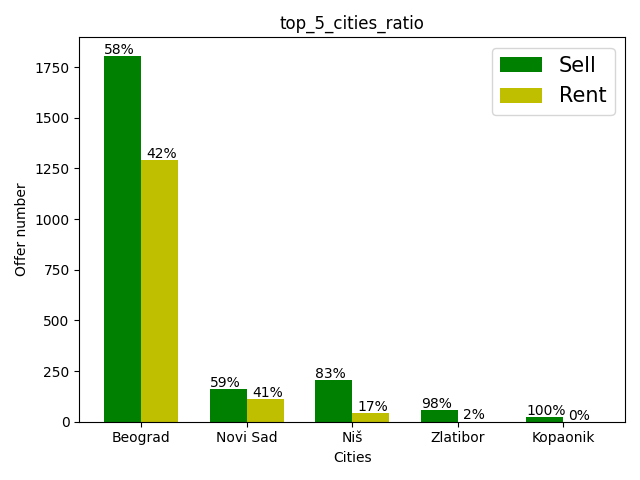 top_5_cities_ratio
Sell
Rent
58%
42%
59%
41%
83%
17%
98%
2%
100%
0%
1750
1500
1250
1000
750
500
250
0
Offer number
Beograd
Novi Sad
Niš
Zlatibor
Kopaonik
Cities